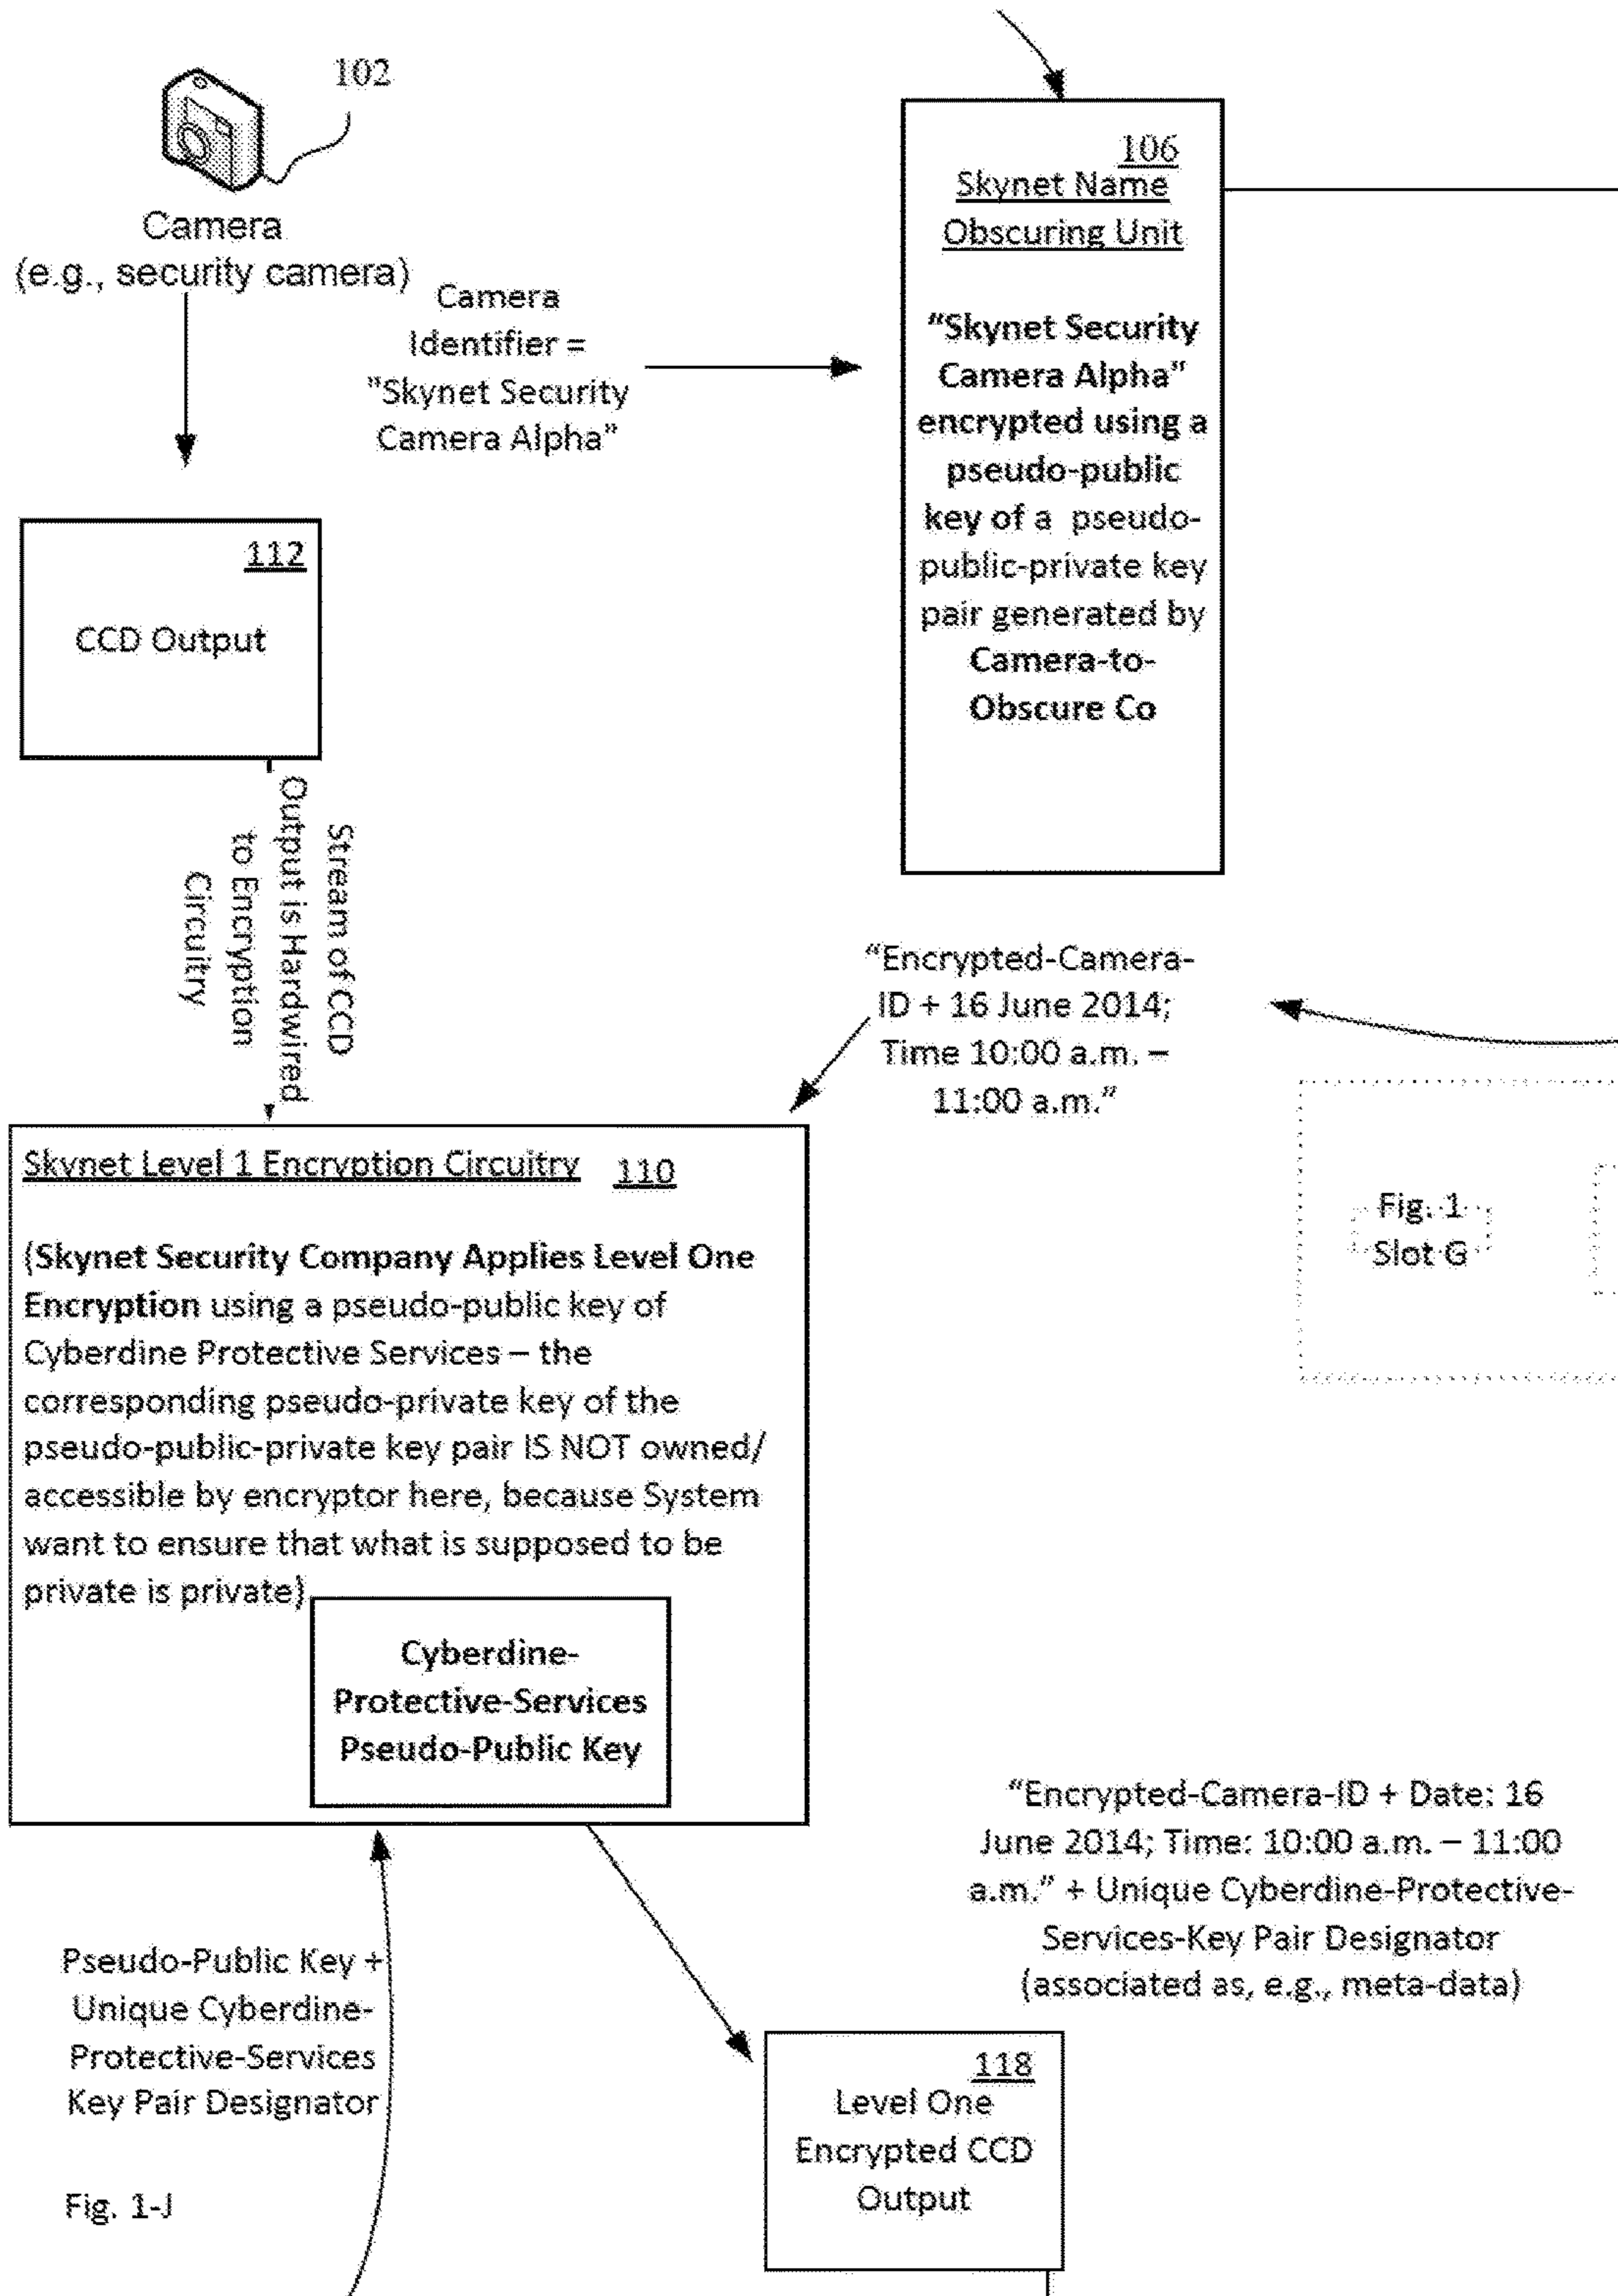 102
Camera
(e.g., security camera)
Camera
Identifier =
"Skynet Security
Camera Alpha”
106
Skynet Name
Obscuring Unit
“Skynet Security
Camera Alpha”
encrypted using a
pseudo-public
key of a pseudo-
public-private key
pair generated by
Camera-to-
Obscure Co
112
CCD Output
Stream of CCD
Output is Hardwired
to Encryption
Circuitry
“Encrypted-Camera-
ID + 16 June 2014;
Time 10:00 a.m. –
11:00 a.m.”
Fig. 1
Slot G
Skynet Level 1 Encryption Circuitry 110
(Skynet Security Company Applies Level One
Encryption using a pseudo-public key of
Cyberdine Protective Services – the
corresponding pseudo-private key of the
pseudo-public-private key pair IS NOT owned/
accessible by encryptor here, because System
want to ensure that what is supposed to be
private is private)
Cyberdine-
Protective-Services
Pseudo-Public Key
“Encrypted-Camera-ID + Date: 16
June 2014; Time: 10:00 a.m. – 11:00
a.m.” + Unique Cyberdine-Protective-
Services-Key Pair Designator
(associated as, e.g., meta-data)
Pseudo-Public Key +
Unique Cyberdine-
Protective-Services
Key Pair Designator
118
Level One
Encrypted CCD
Output
Fig. 1-J